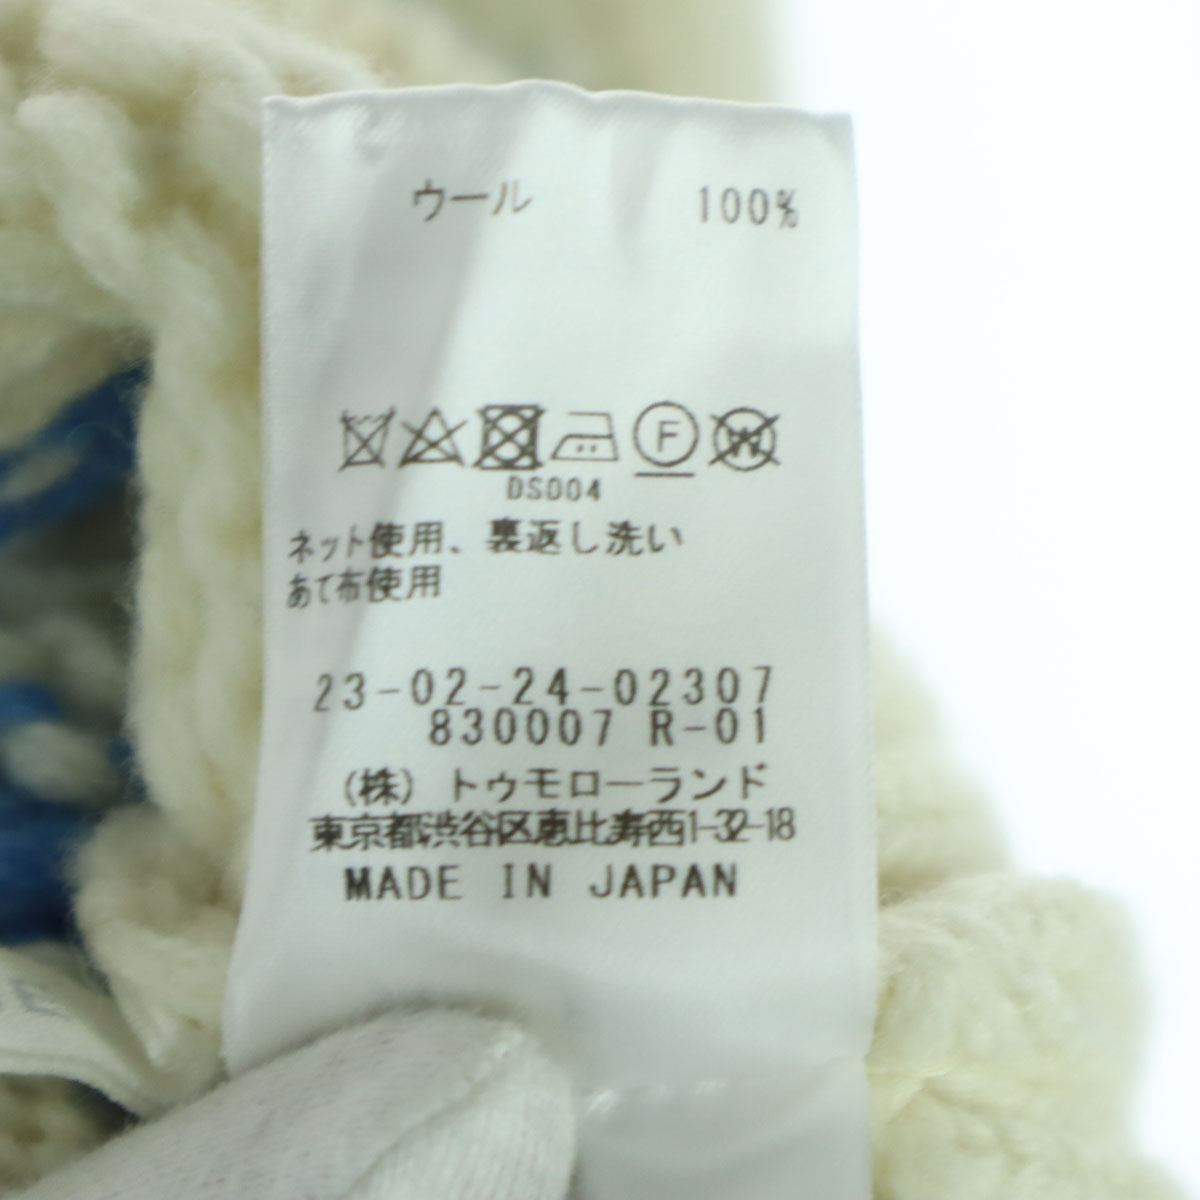 ウール 100%
F W
DS004
ネット使用、裏返し洗い
あて布使用
23-02-24-02307
830007 R-01
(株) トゥモローランド
東京都渋谷区恵比寿西1-32-18
MADE IN JAPAN